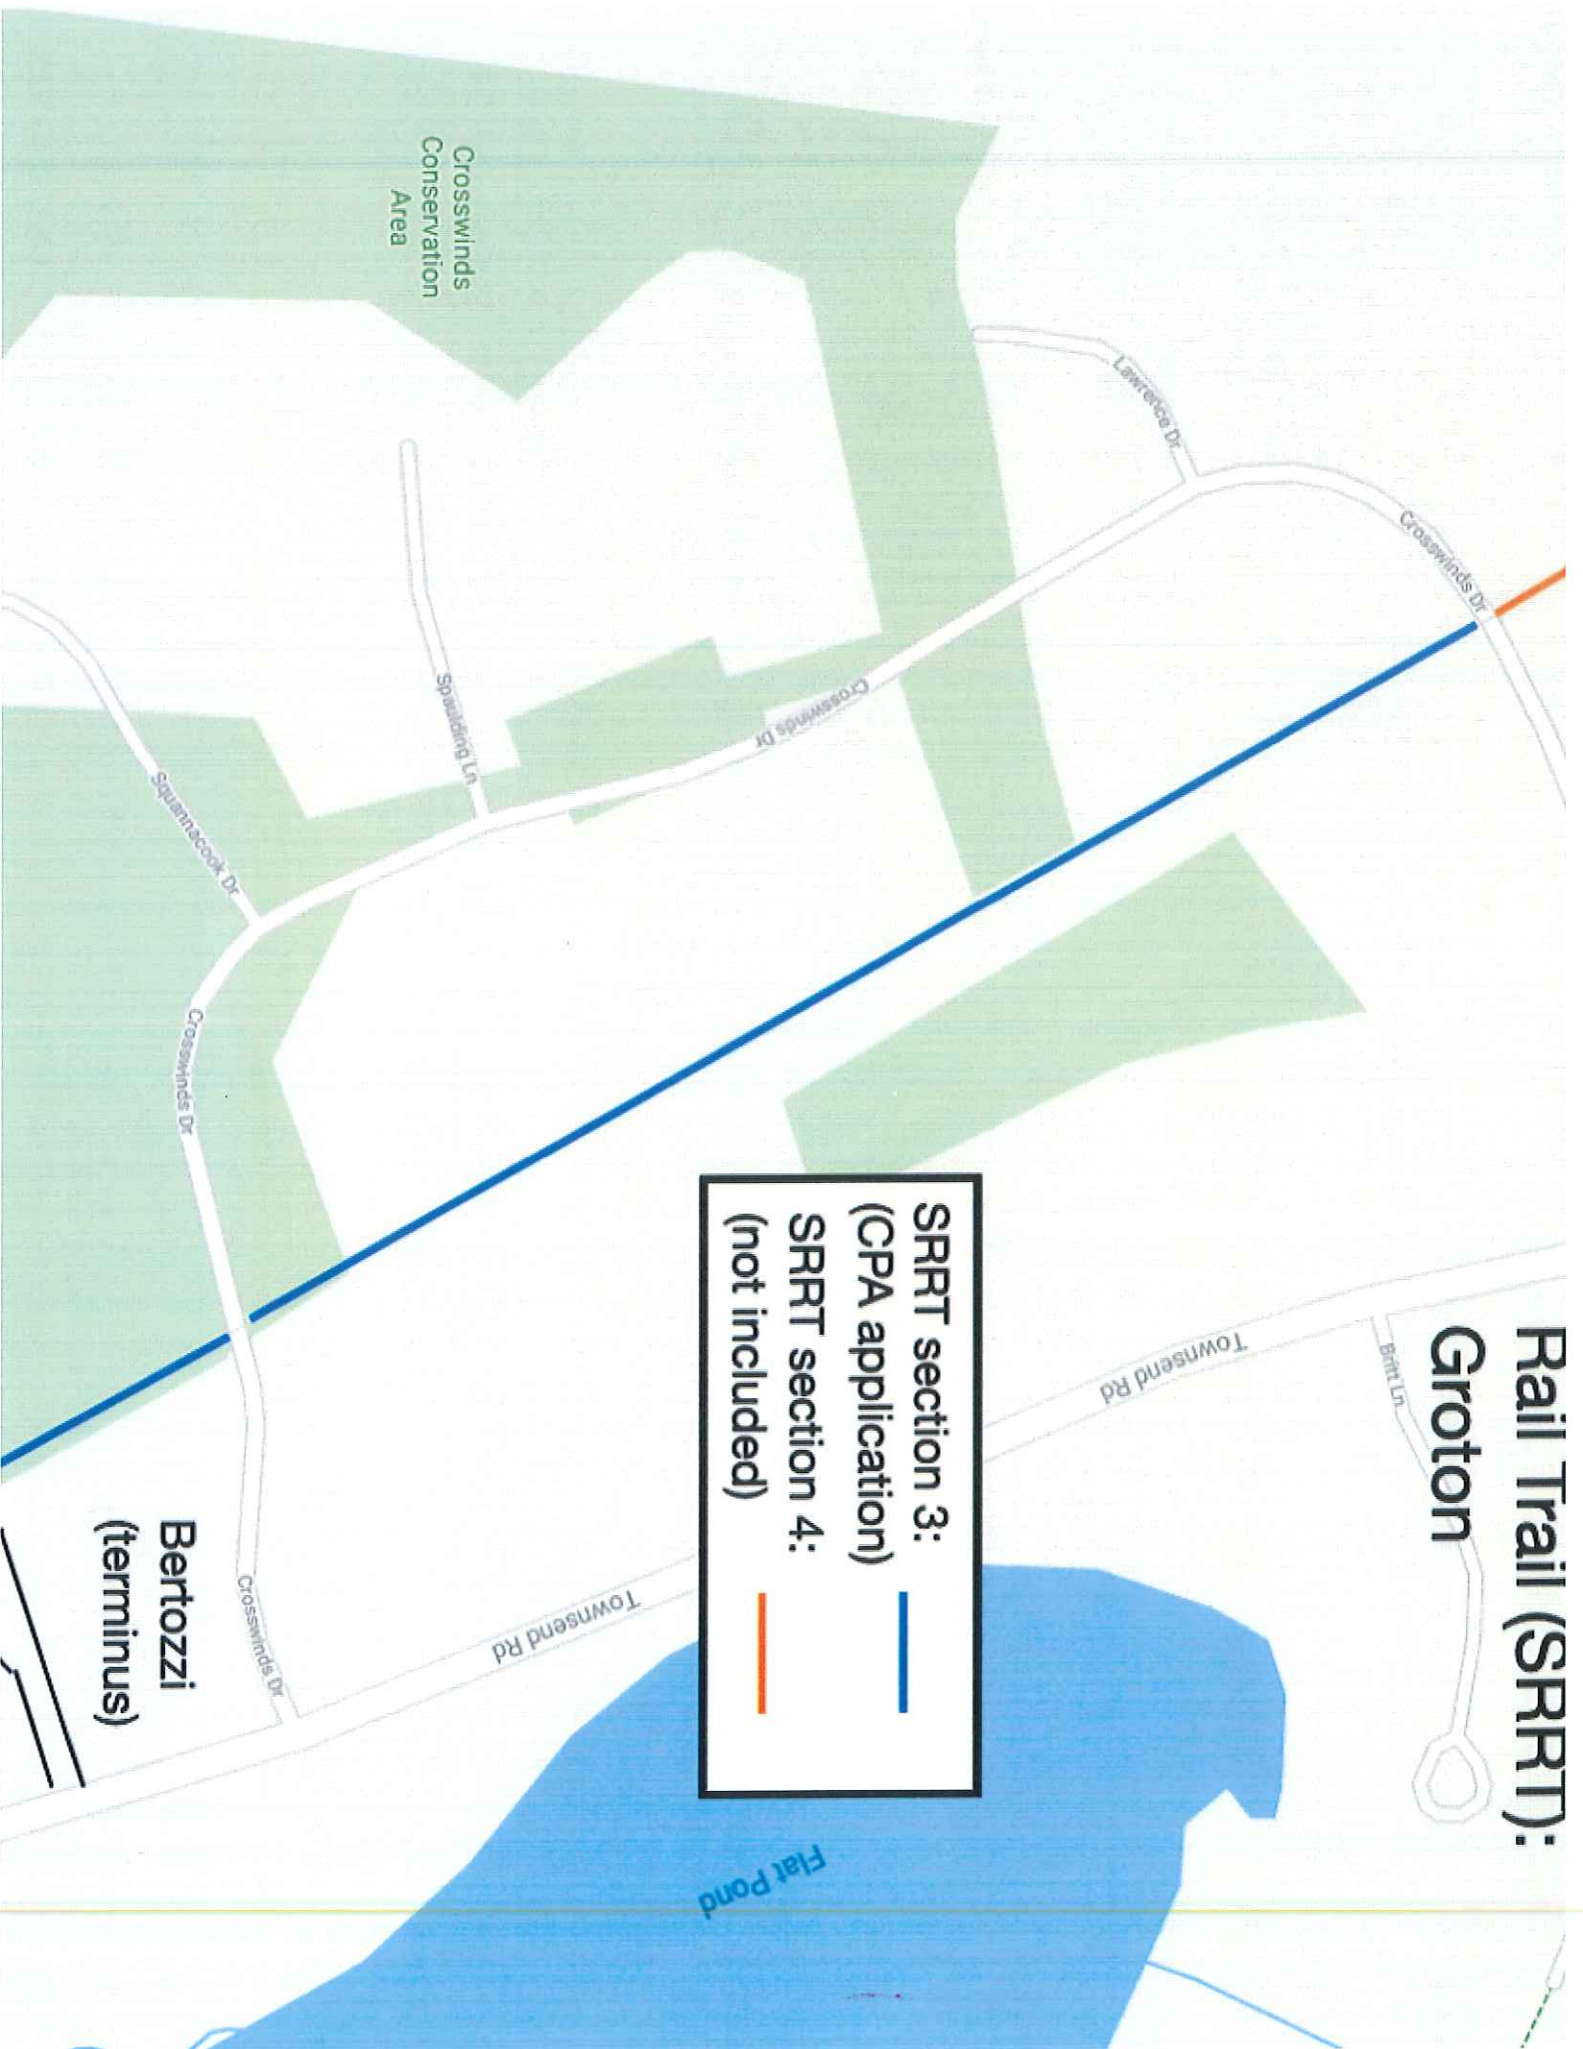 Rail Trail (SRRT):
Groton
Britt Ln
Crosswinds Dr
Lawrence Dr
Townsend Rd
SRRT section 3:
(CPA application)
SRRT section 4:
(not included)
Flat Pond
Crosswinds Dr
Crosswinds
Conservation
Area
Spaulding Ln
Townsend Rd
Squannacook Dr
Crosswinds Dr
Crosswinds Dr
Bertozzi
(terminus)